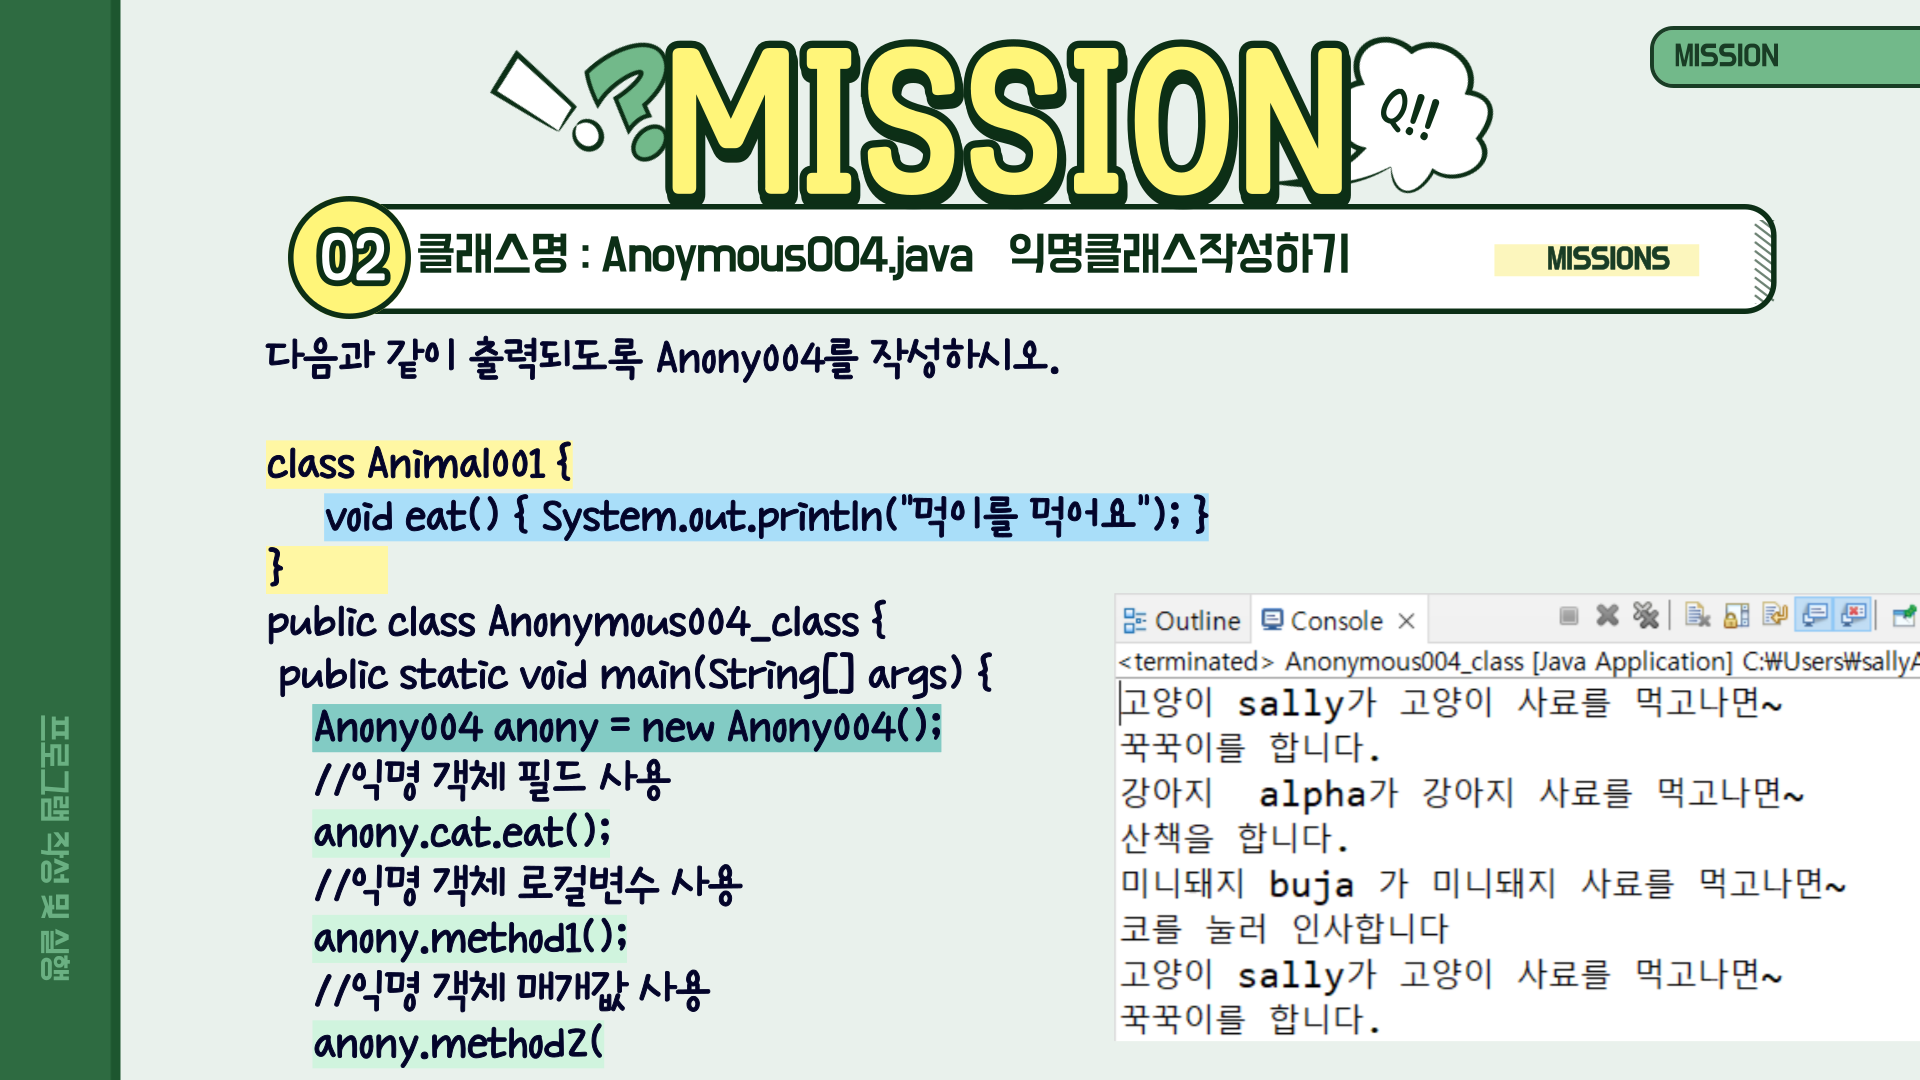 MISSION
MISSION
Q!!
02
클래스명 : Anoymous004.java 익명클래스작성하기
MISSIONS
다음과 같이 출력되도록 Anony004를 작성하시오.
class Animal001 {
void eat() { System.out.println("먹이를 먹어요"); }
}
public class Anonymous004_class {
public static void main(String[] args) {
Anony004 anony = new Anony004();
//익명 객체 필드 사용
anony.cat.eat();
//익명 객체 로컬변수 사용
anony.method1();
//익명 객체 매개값 사용
anony.method2(
Outline Console
<terminated> Anonymous004_class [Java Application] C:₩Users₩sallyA
고양이 sally가 고양이 사료를 먹고나면~
꾹꾹이를 합니다.
강아지  alpha가 강아지 사료를 먹고나면~
산책을 합니다.
미니돼지 buja 가 미니돼지 사료를 먹고나면~
코를 눌러 인사합니다
고양이 sally가 고양이 사료를 먹고나면~
꾹꾹이를 합니다.
프로그램 작성 및 실행